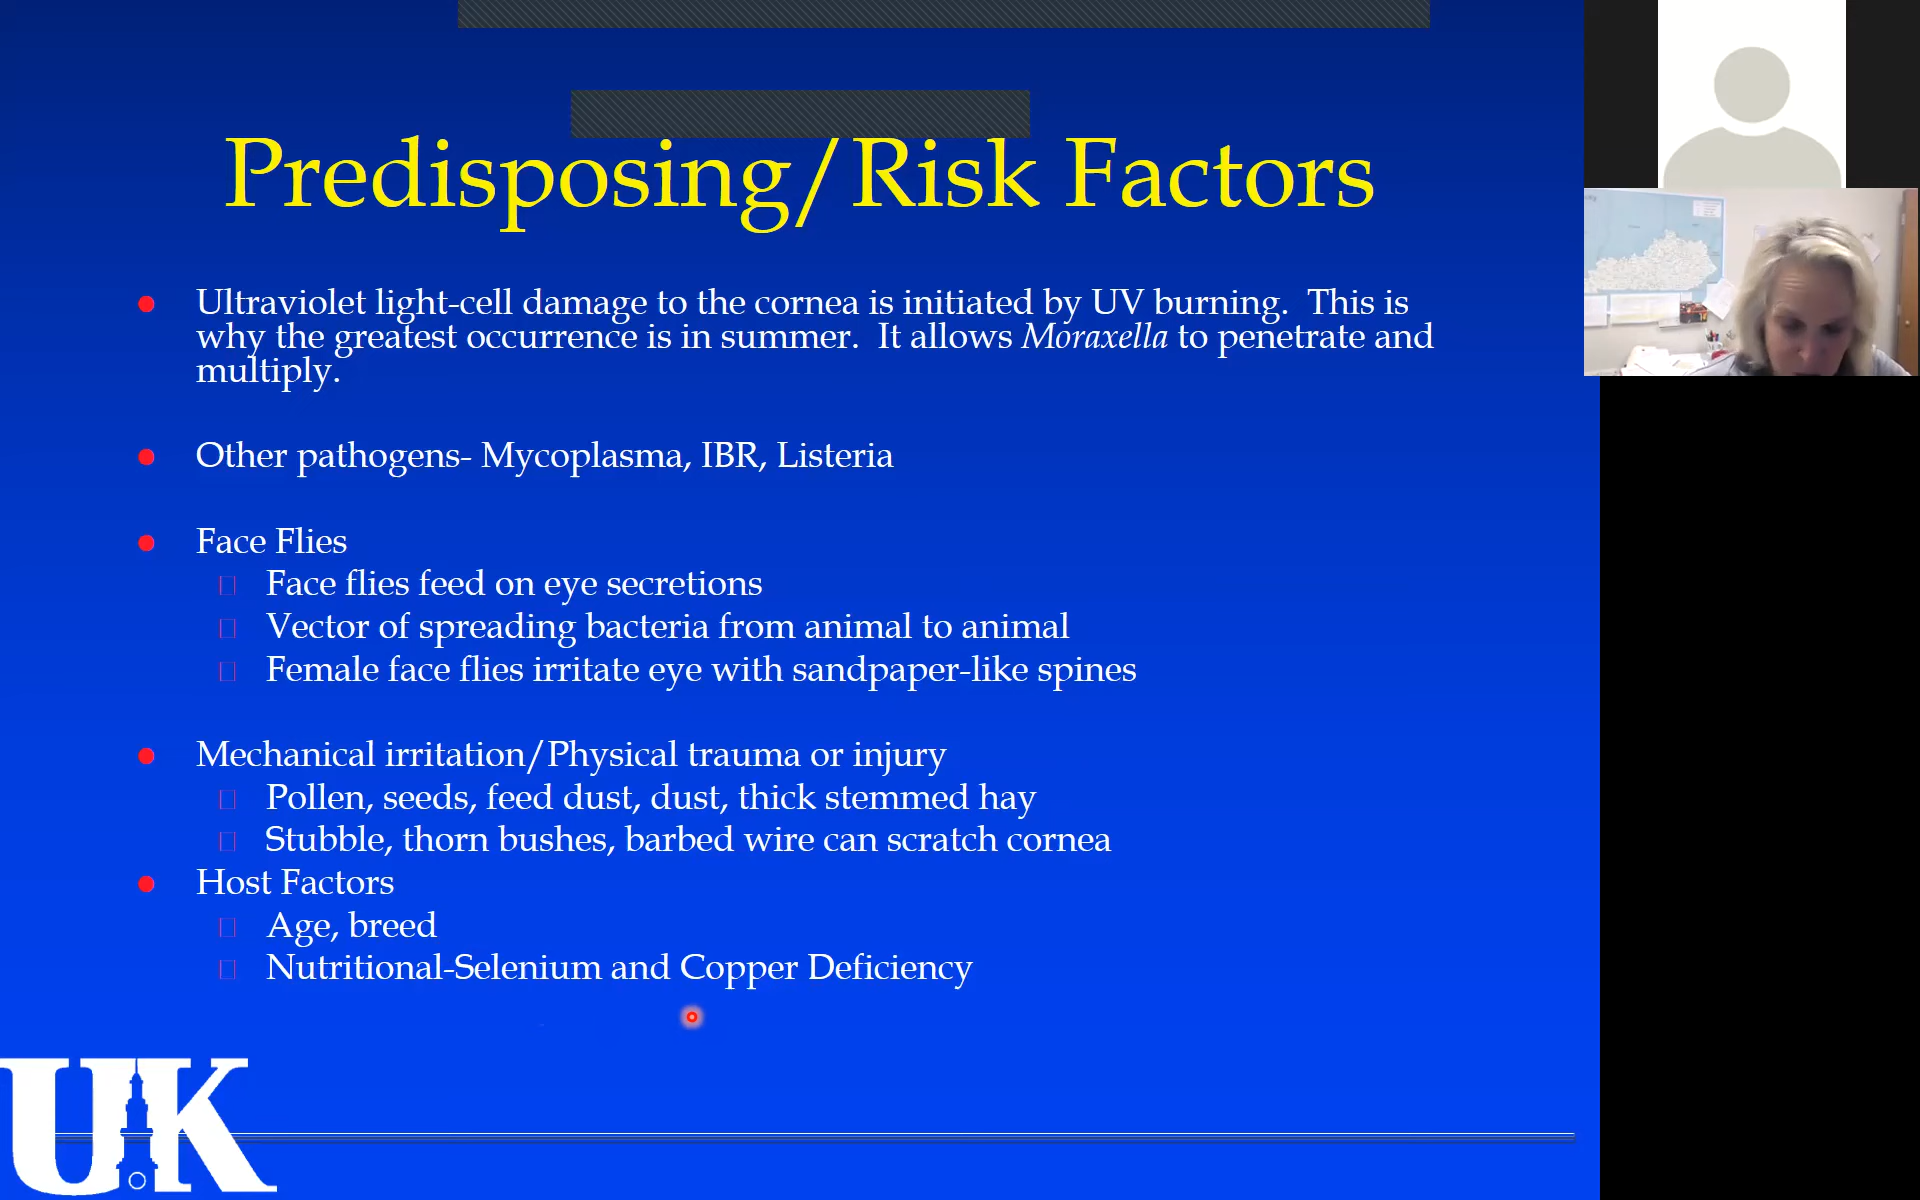 Predisposing/Risk Factors
Ultraviolet light-cell damage to the cornea is initiated by UV burning. This is
why the greatest occurrence is in summer. It allows Moraxella to penetrate and
multiply.
Other pathogens- Mycoplasma, IBR, Listeria
Face Flies
Face flies feed on eye secretions
Vector of spreading bacteria from animal to animal
Female face flies irritate eye with sandpaper-like spines
Mechanical irritation/Physical trauma or injury
Pollen, seeds, feed dust, dust, thick stemmed hay
Stubble, thorn bushes, barbed wire can scratch cornea
Host Factors
Age, breed
Nutritional-Selenium and Copper Deficiency
UK